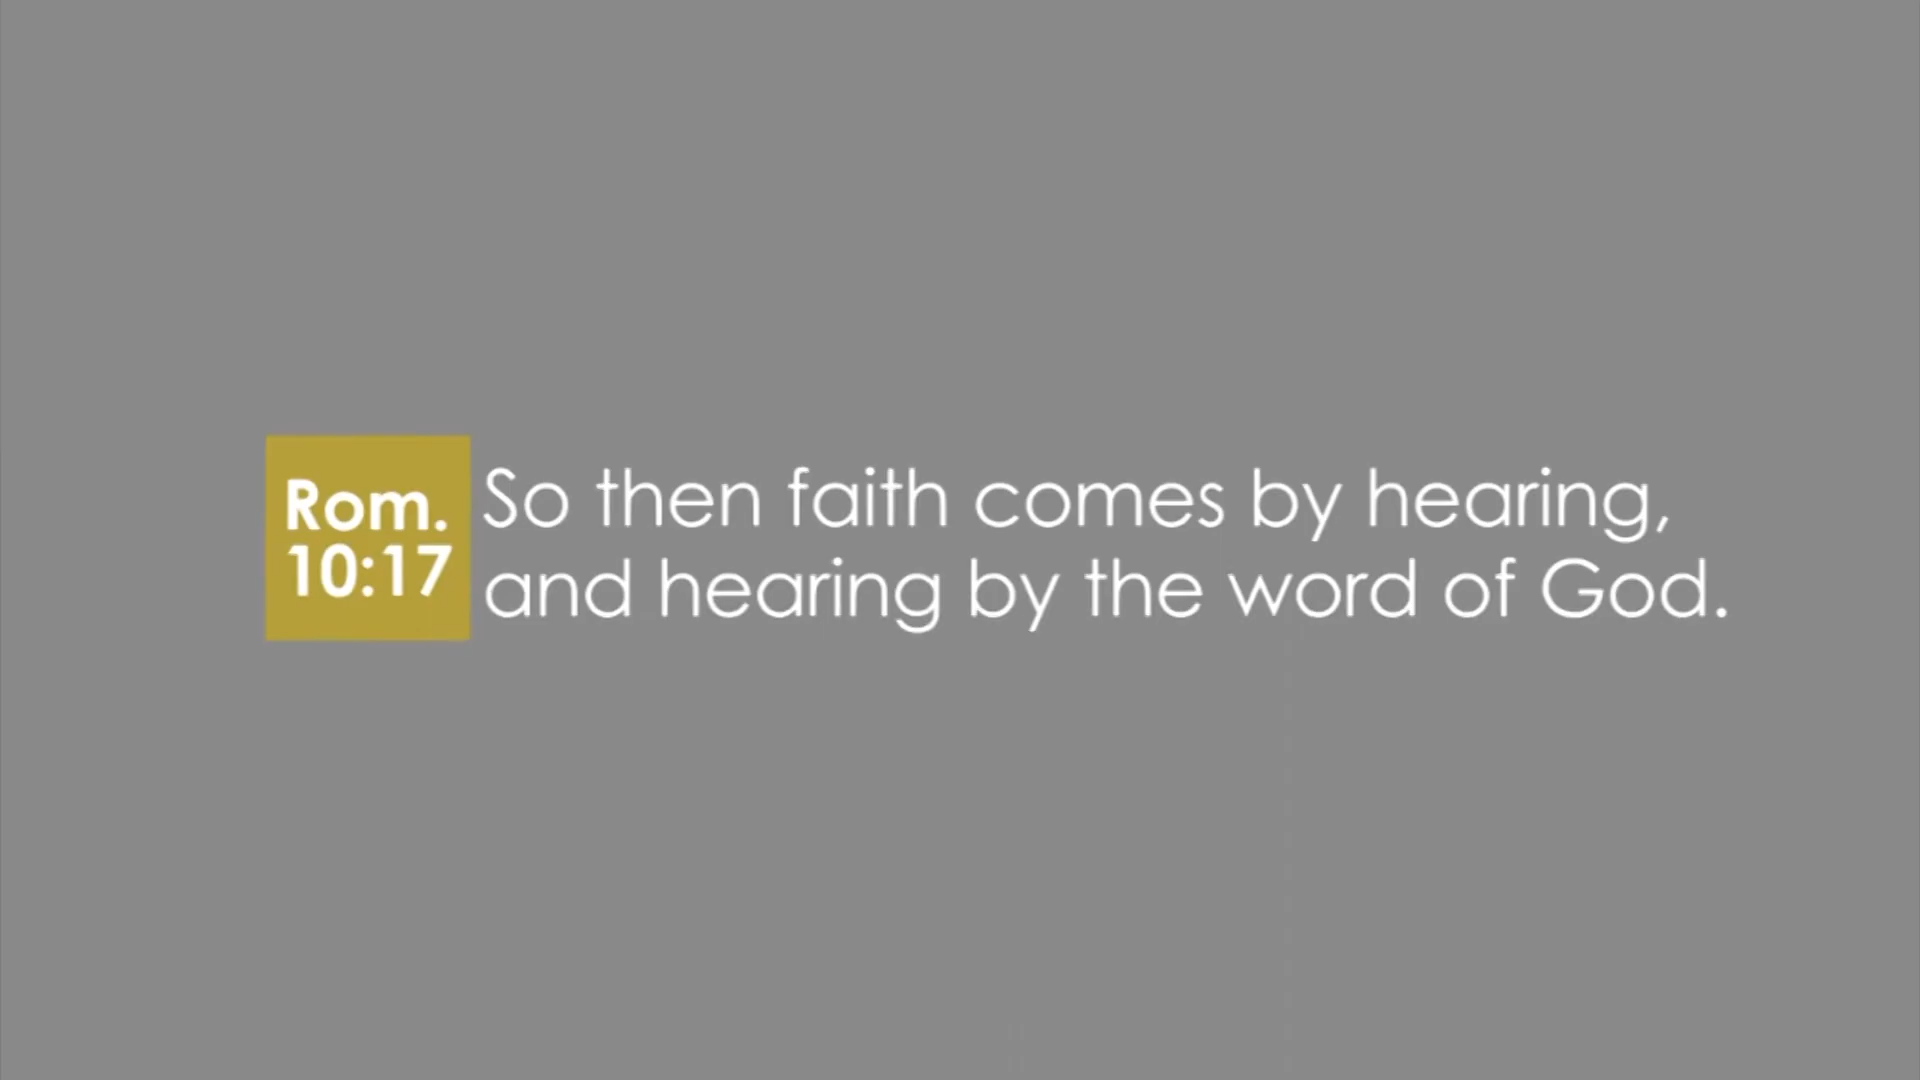 Rom.
10:17
So then faith comes by hearing,
and hearing by the word of God.